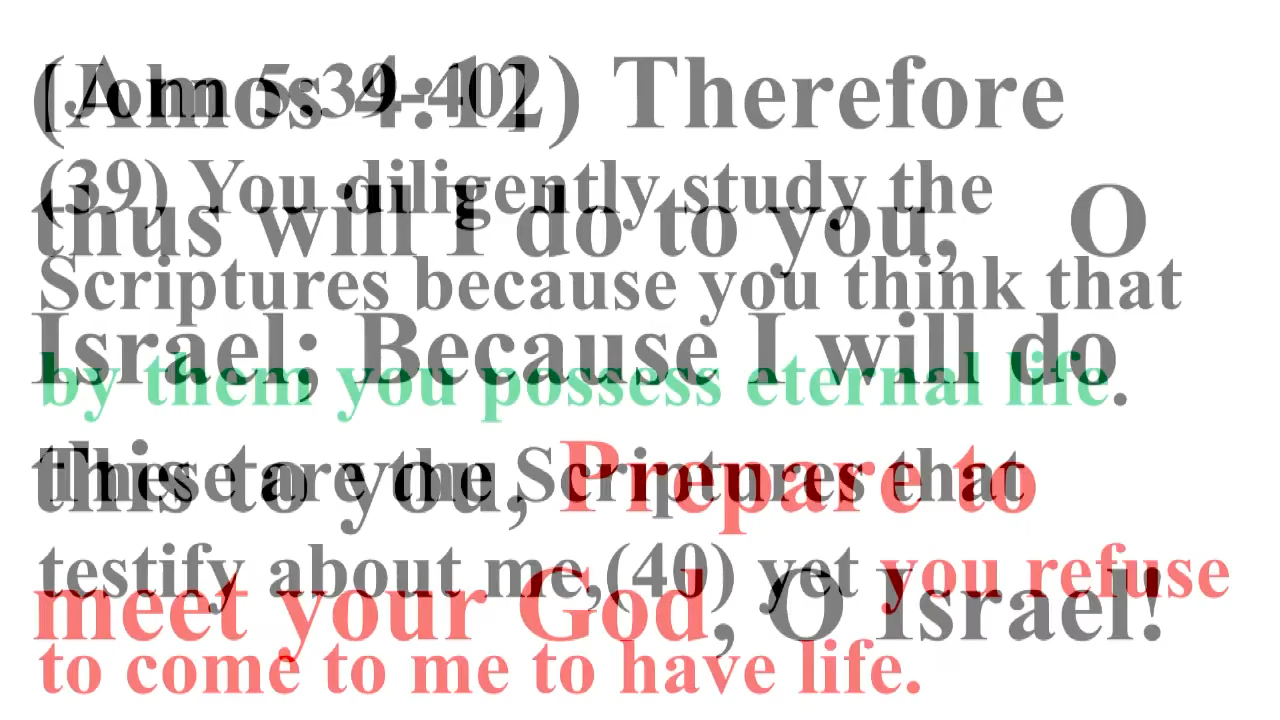 (Amos 4:12) Therefore
thus will I do to you, O
Israel; Because I will do
this to you, Prepare to
meet your God, O Israel!
[John 5:39-40]
(39) You diligently study the
Scriptures because you think that
by them you possess eternal life.
These are the Scriptures that
testify about me,(40) yet you refuse
to come to me to have life.